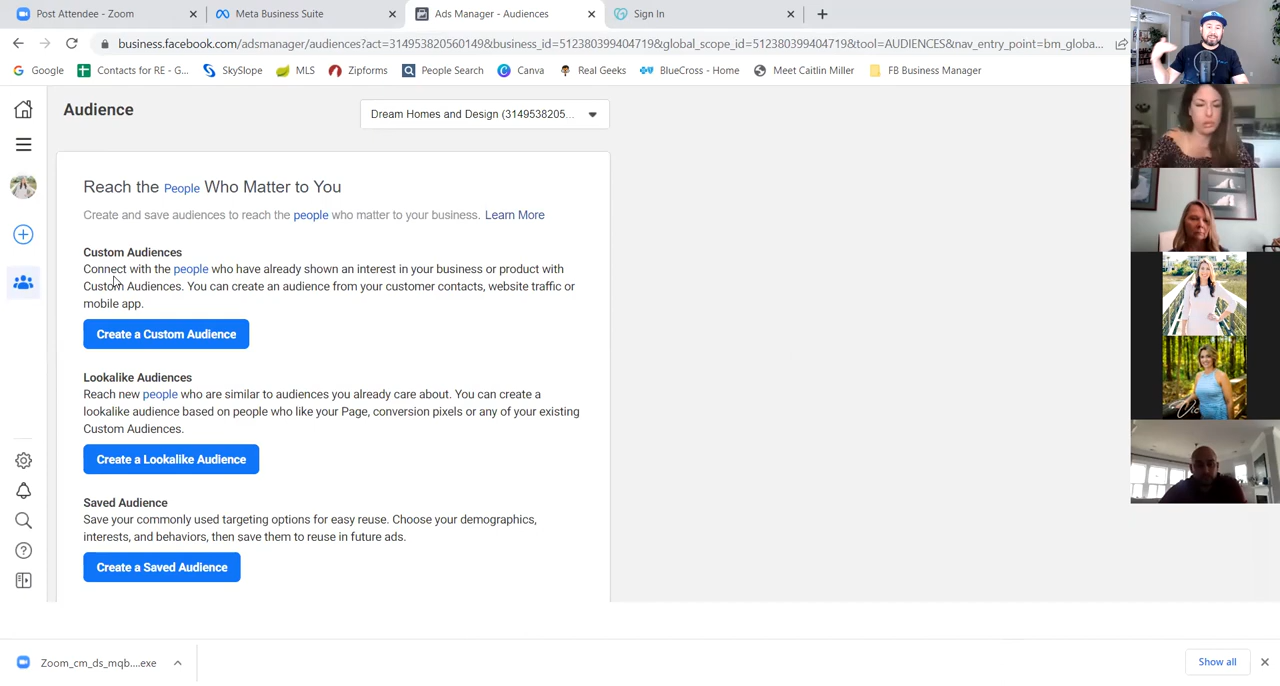 Post Attendee - Zoom
Meta Business Suite
Ads Manager - Audiences
Sign In
business.facebook.com/adsmanager/audiences?act=314953820560149&business_id=512380399404719&global_scope_id=512380399404719&tool=AUDIENCES&nav_entry_point=bm_globa...
Google
Contacts for RE - G...
SkySlope
MLS
Zipforms
People Search
Canva
Real Geeks
BlueCross - Home
Meet Caitlin Miller
FB Business Manager
Audience
Dream Homes and Design (3149538205...
Reach the People Who Matter to You
Create and save audiences to reach the people who matter to your business. Learn More
Custom Audiences
Connect with the people who have already shown an interest in your business or product with
Custom Audiences. You can create an audience from your customer contacts, website traffic or
mobile app.
Create a Custom Audience
Lookalike Audiences
Reach new people who are similar to audiences you already care about. You can create a
lookalike audience based on people who like your Page, conversion pixels or any of your existing
Custom Audiences.
Create a Lookalike Audience
Saved Audience
Save your commonly used targeting options for easy reuse. Choose your demographics,
interests, and behaviors, then save them to reuse in future ads.
Create a Saved Audience
Vic
Zoom_cm_ds_mqb....exe
Show all